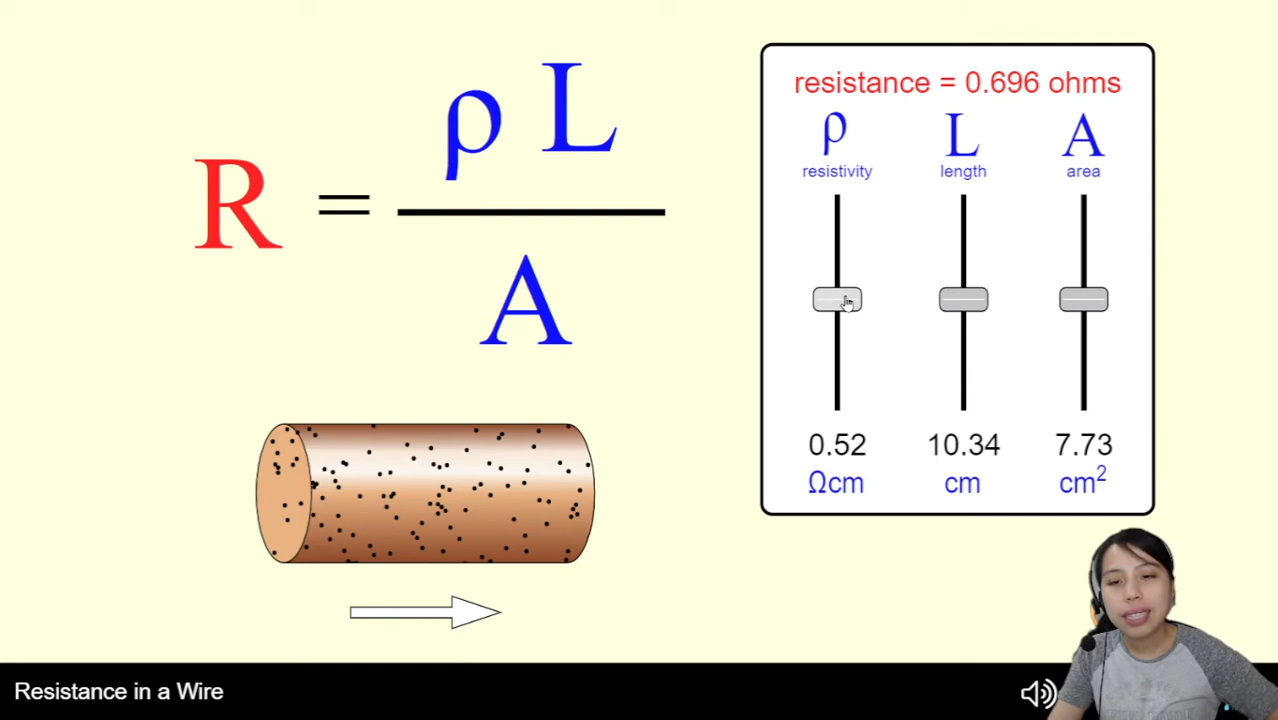 R = ρ L
A
resistance = 0.696 ohms
ρ L A
resistivity length area
0.52 10.34 7.73
Ωcm cm cm²
Resistance in a Wire